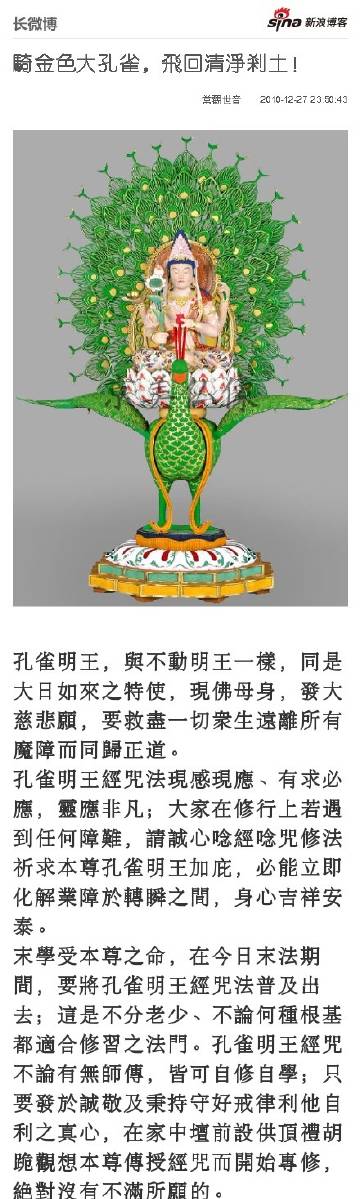 长微博
sina 新浪博客
騎金色大孔雀，飛回清淨剎土！
2010-12-27 23:50:43
孔雀明王，與不動明王一樣，同是
大日如來之特使，現佛母身，發大
慈悲願，要救盡一切衆生遠離所有
魔障而同歸正道。
孔雀明王經咒法現感現應、有求必
應，靈應非凡；大家在修行上若遇
到任何障難，請誠心唸經唸咒修法
祈求本尊孔雀明王加庇，必能立即
化解業障於轉瞬之間，身心吉祥安
泰。
末學受本尊之命，在今日末法期
間，要將孔雀明王經咒法普及出
去；這是不分老少、不論何種根基
都適合修習之法門。孔雀明王經咒
不論有無師傳，皆可自修自學；只
要發於誠敬及秉持守好戒律利他自
利之真心，在家中壇前設供頂禮胡
跪觀想本尊傳授經咒而開始專修，
絕對沒有不滿所願的。